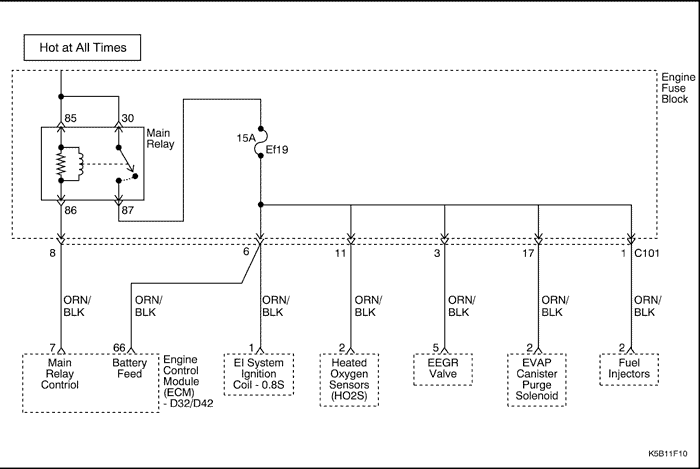 Hot at All Times
Engine
Fuse
Block
85
30
Main
Relay
15A
Ef19
86
87
8
6
11
3
17
1
C101
ORN/
BLK
ORN/
BLK
ORN/
BLK
ORN/
BLK
ORN/
BLK
ORN/
BLK
ORN/
BLK
7
66
1
2
5
2
2
Main
Relay
Control
Battery
Feed
Engine
Control
Module
(ECM)
- D32/D42
EI System
Ignition
Coil - 0.8S
Heated
Oxygen
Sensors
(HO2S)
EEGR
Valve
EVAP
Canister
Purge
Solenoid
Fuel
Injectors
K5B11F10